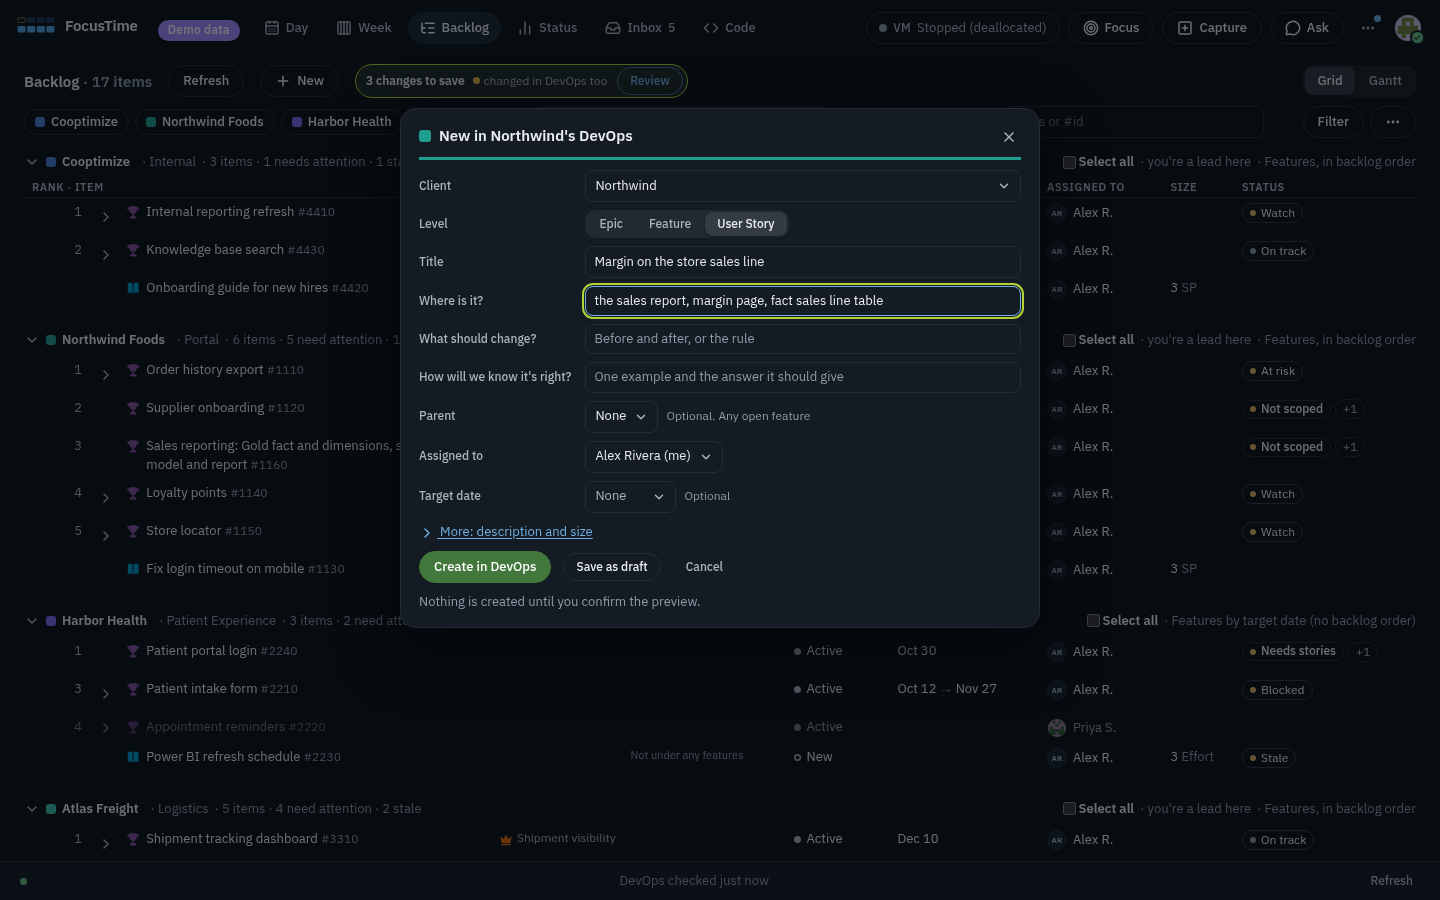 FocusTime
Demo data
Day
Week
Backlog
Status
Inbox 5
Code
VM Stopped (deallocated)
Focus
Capture
Ask
Backlog · 17 items
Refresh
New
3 changes to save
changed in DevOps too
Review
Grid
Gantt
Cooptimize
Northwind Foods
Harbor Health
or #id
Filter
Cooptimize · Internal · 3 items · 1 needs attention
Select all · you're a lead here · Features, in backlog order
RANK · ITEM
ASSIGNED TO
SIZE
STATUS
1 Internal reporting refresh #4410 AR Alex R. Watch
2 Knowledge base search #4430 AR Alex R. On track
Onboarding guide for new hires #4420 AR Alex R. 3 SP
Northwind Foods · Portal · 6 items · 5 need attention · 1
Select all · you're a lead here · Features, in backlog order
1 Order history export #1110 AR Alex R. At risk
2 Supplier onboarding #1120 AR Alex R. Not scoped +1
3 Sales reporting: Gold fact and dimensions, AR Alex R. Not scoped +1
model and report #1160
4 Loyalty points #1140 AR Alex R. Watch
5 Store locator #1150 AR Alex R. Watch
Fix login timeout on mobile #1130 AR Alex R. 3 SP
Harbor Health · Patient Experience · 3 items · 2 need
Select all · Features by target date (no backlog order)
1 Patient portal login #2240 Active Oct 30 AR Alex R. Needs stories +1
3 Patient intake form #2210 Active Oct 12 → Nov 27 AR Alex R. Blocked
4 Appointment reminders #2220 Active Priya S.
Power BI refresh schedule #2230 Not under any features New AR Alex R. 3 Effort Stale
Atlas Freight · Logistics · 5 items · 4 need attention · 2 stale
Select all · you're a lead here · Features, in backlog order
1 Shipment tracking dashboard #3310 Shipment visibility Active Dec 10 AR Alex R. On track
New in Northwind's DevOps
Client Northwind
Level Epic Feature User Story
Title Margin on the store sales line
Where is it? the sales report, margin page, fact sales line table
What should change? Before and after, or the rule
How will we know it's right? One example and the answer it should give
Parent None Optional. Any open feature
Assigned to Alex Rivera (me)
Target date None Optional
More: description and size
Create in DevOps
Save as draft
Cancel
Nothing is created until you confirm the preview.
DevOps checked just now
Refresh